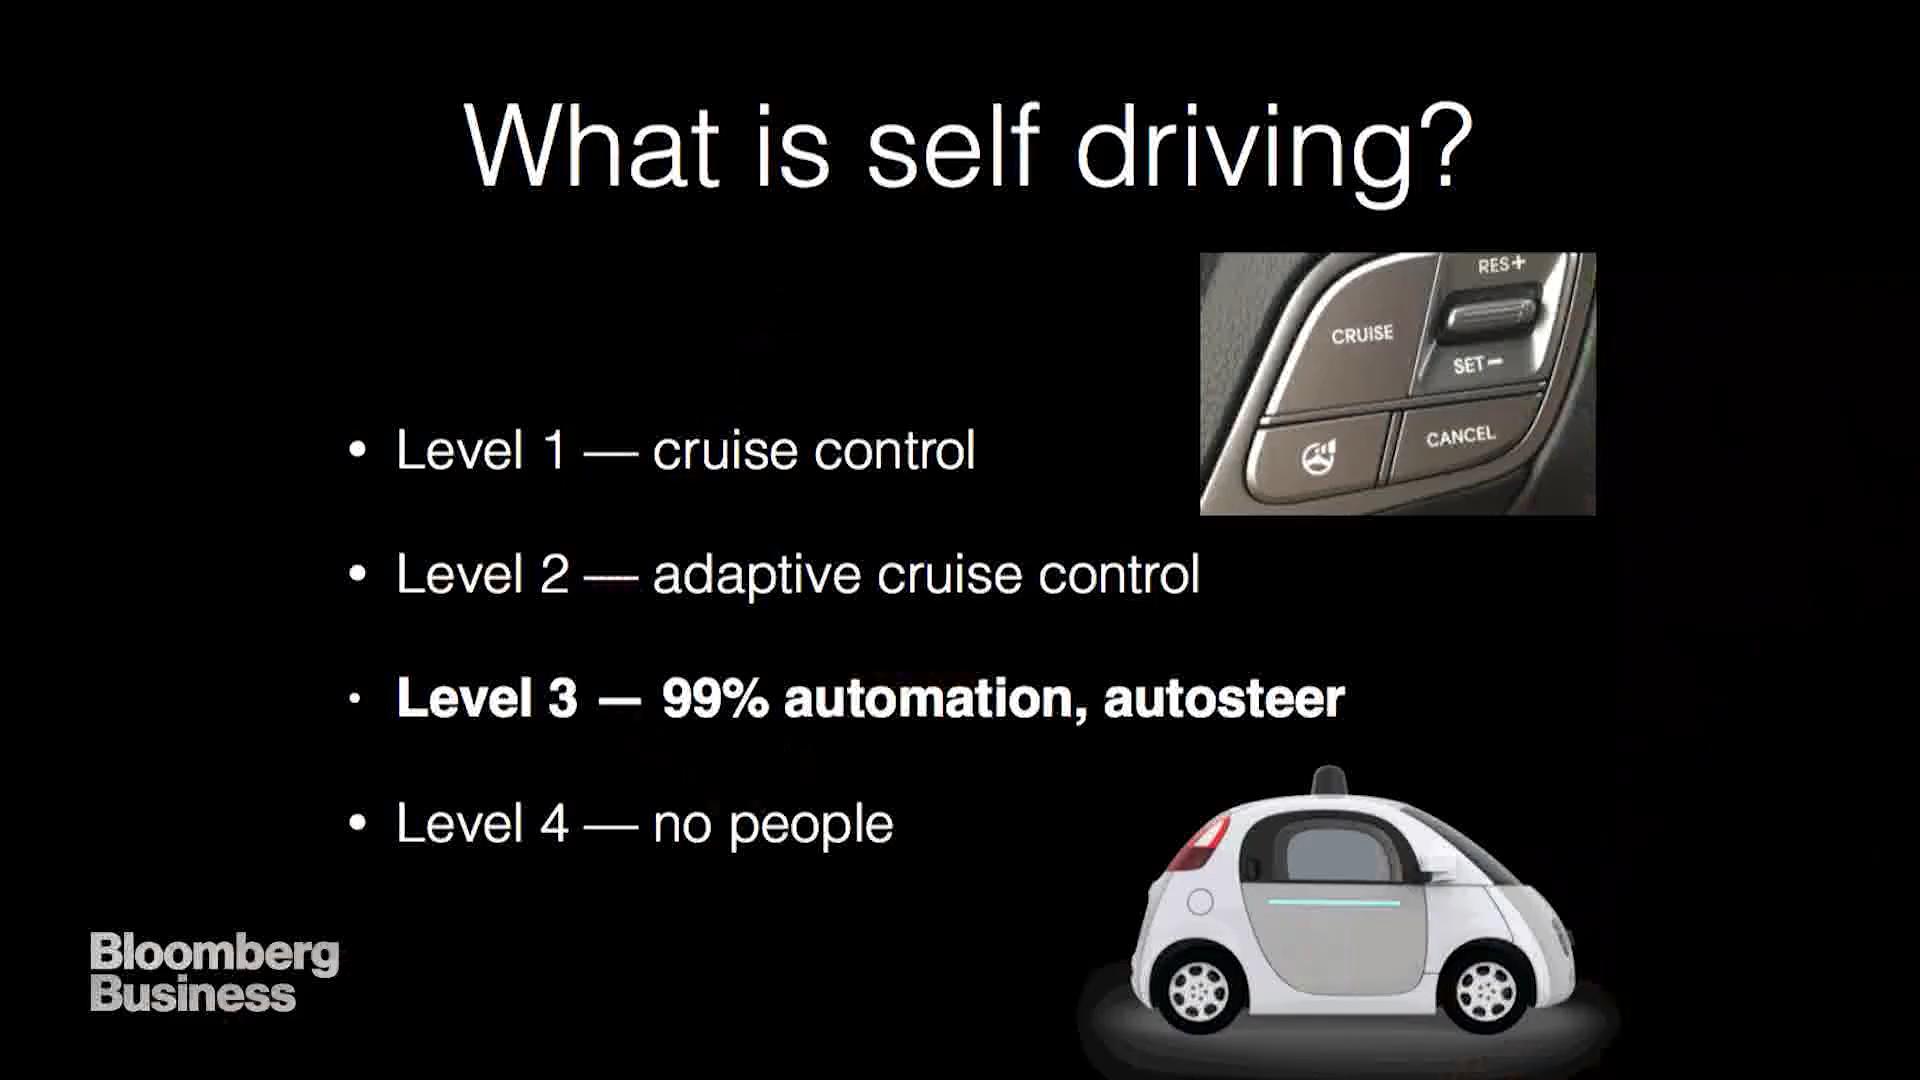 What is self driving?
RES+
CRUISE
SET−
CANCEL
• Level 1 — cruise control
• Level 2 — adaptive cruise control
• Level 3 — 99% automation, autosteer
• Level 4 — no people
Bloomberg
Business